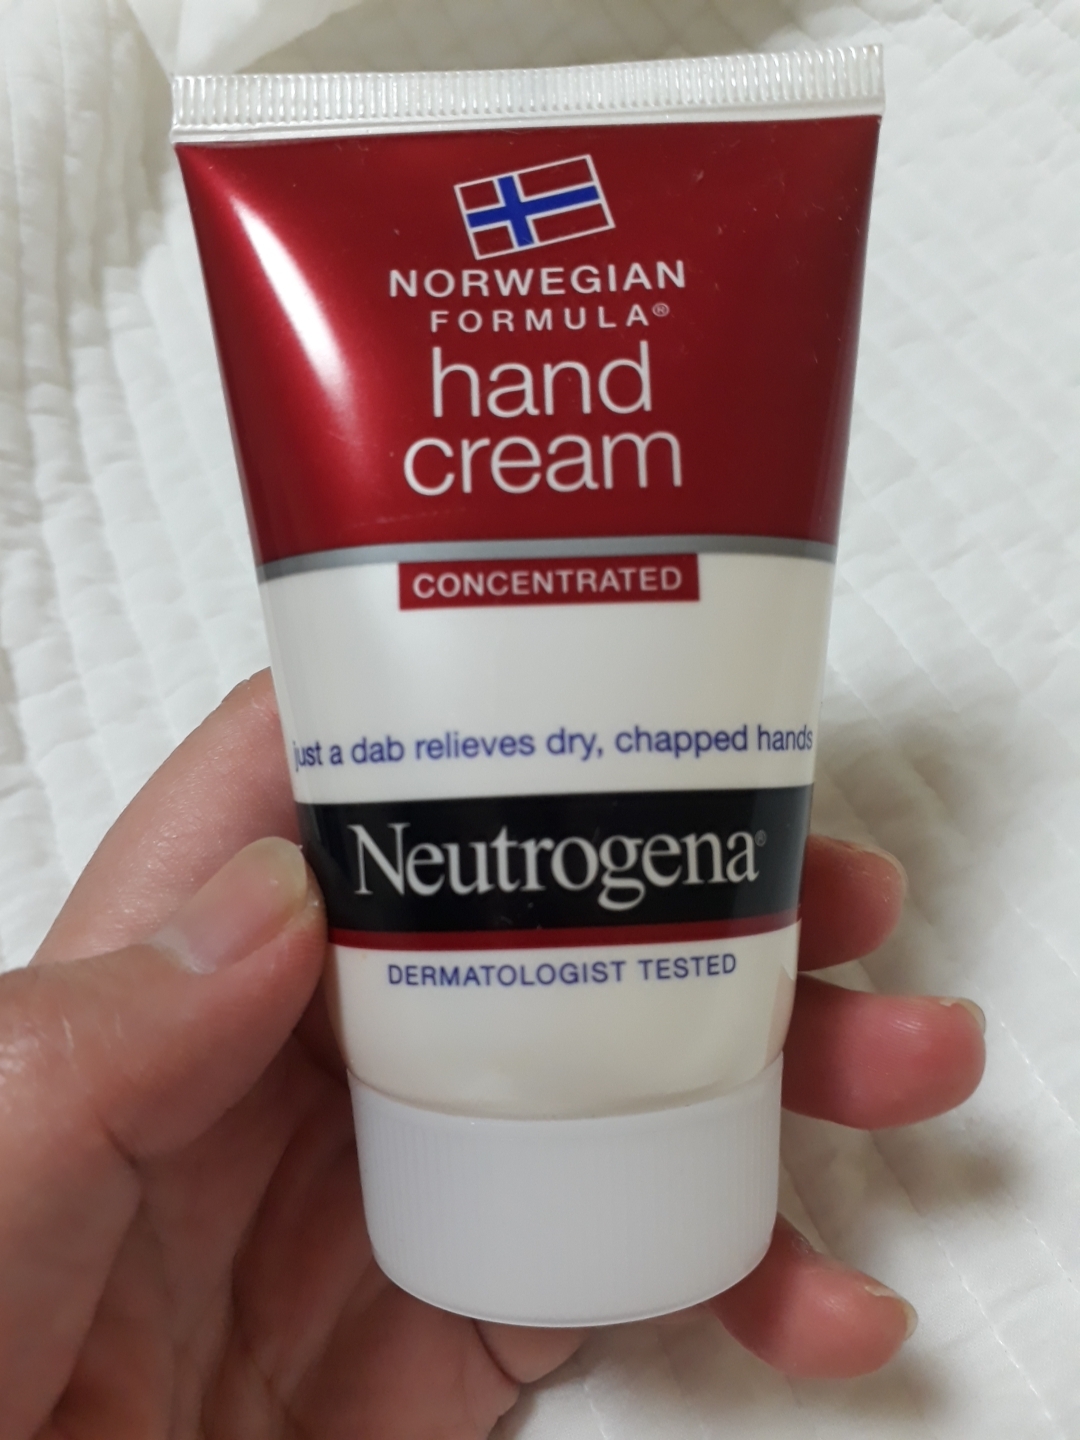 NORWEGIAN
FORMULA®
hand
cream
CONCENTRATED
just a dab relieves dry, chapped hands
Neutrogena®
DERMATOLOGIST TESTED